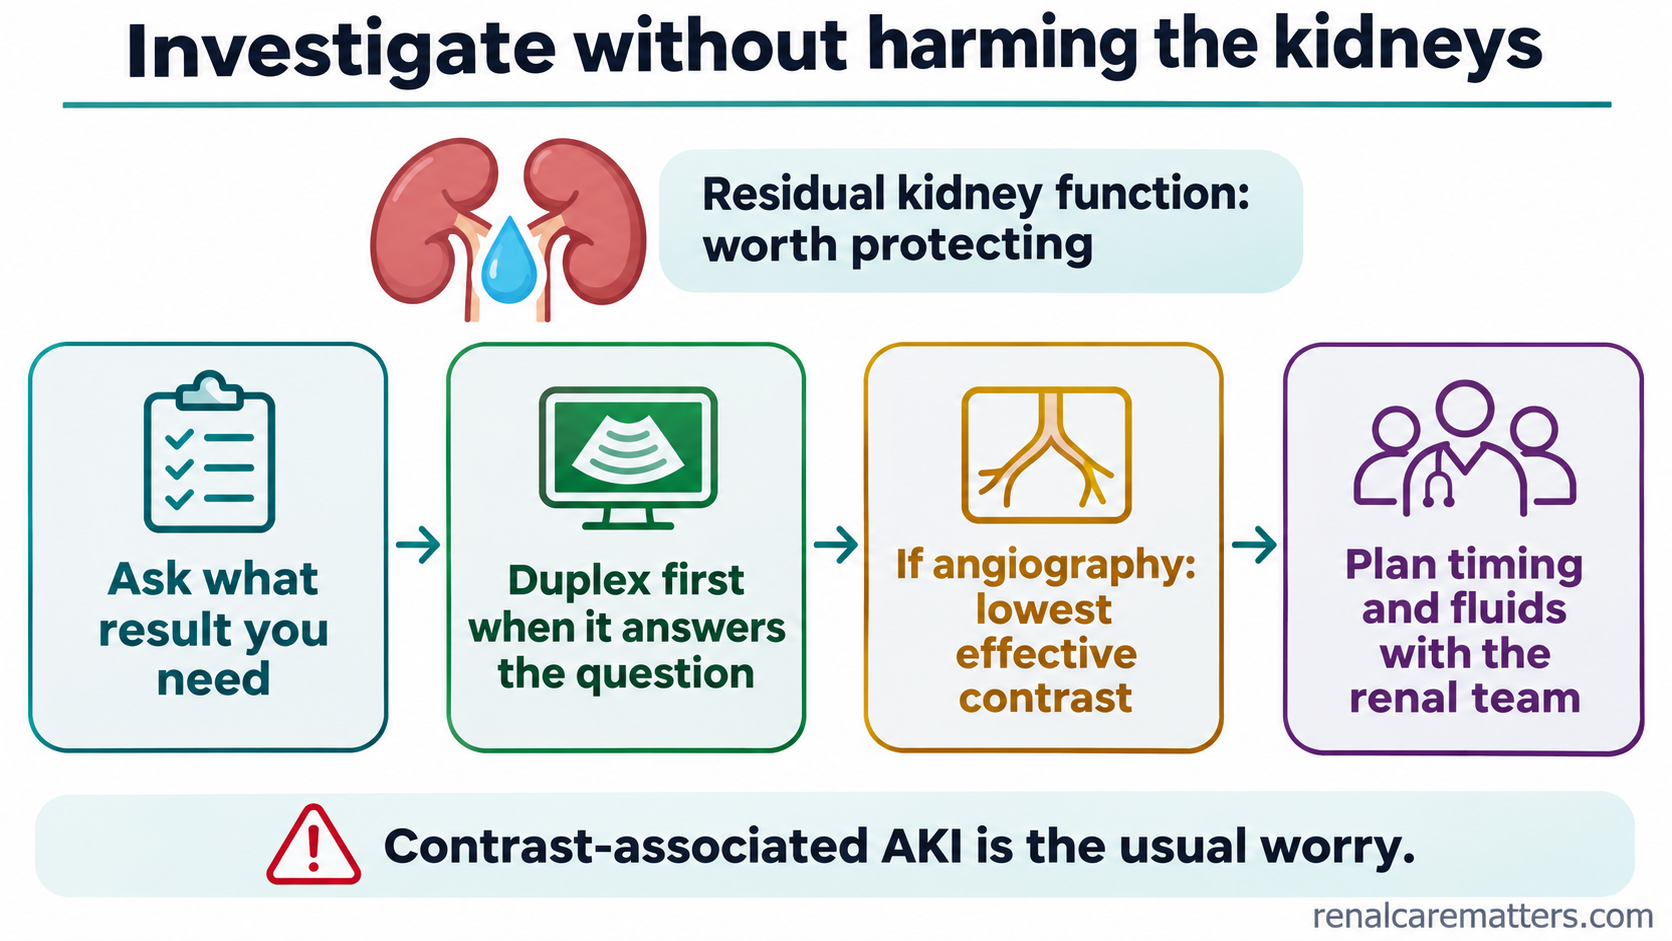 Investigate without harming the kidneys
Residual kidney function:
worth protecting
Ask what
result you
need
Duplex first
when it answers
the question
If angiography:
lowest
effective
contrast
Plan timing
and fluids
with the
renal team
Contrast-associated AKI is the usual worry.
renalcarematters.com